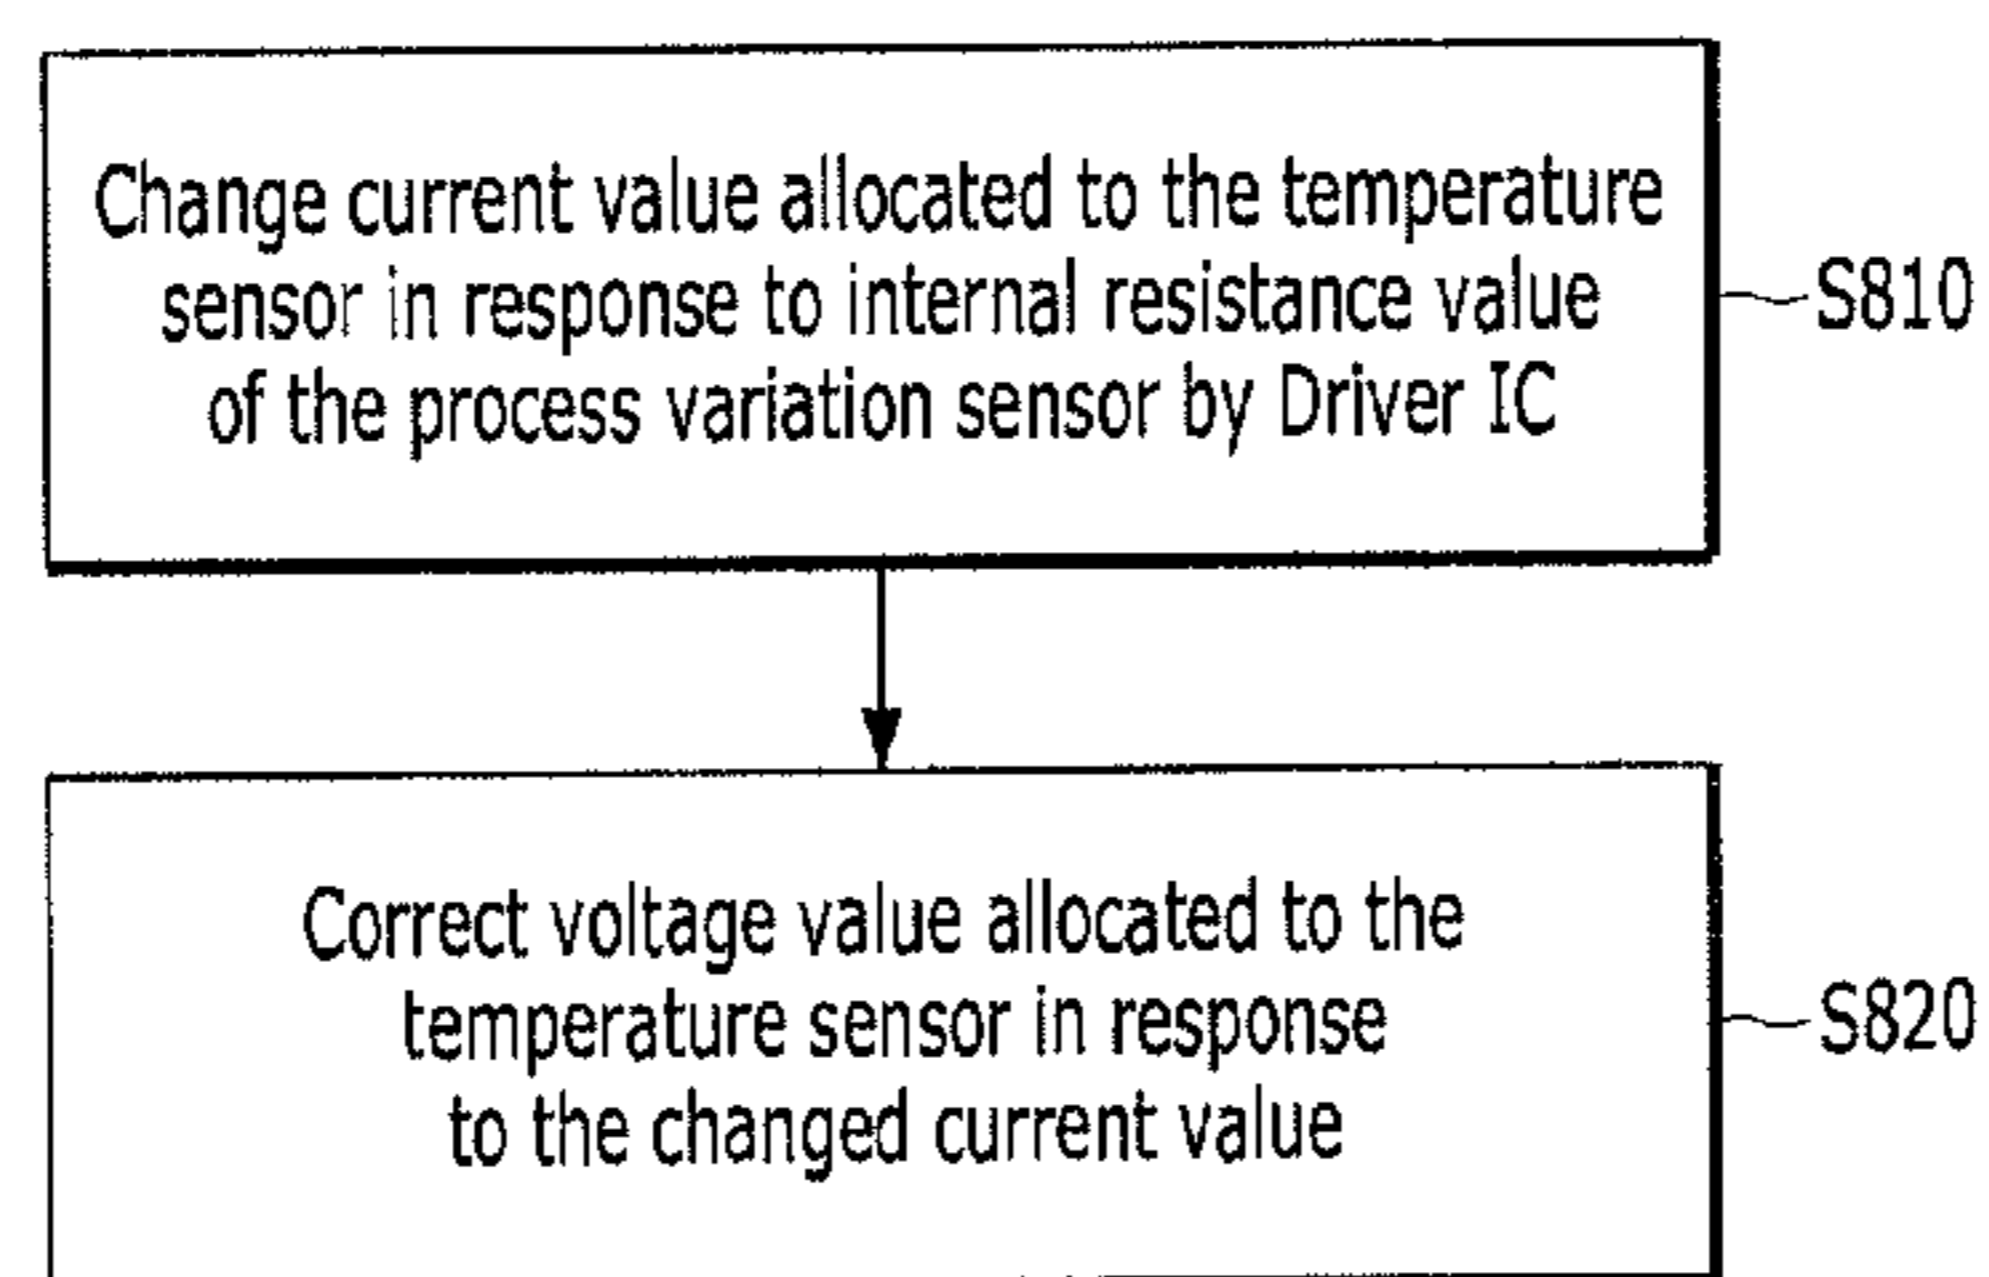 Change current value allocated to the temperature
sensor in response to internal resistance value
of the process variation sensor by Driver IC
S810
Correct voltage value allocated to the
temperature sensor in response
to the changed current value
S820